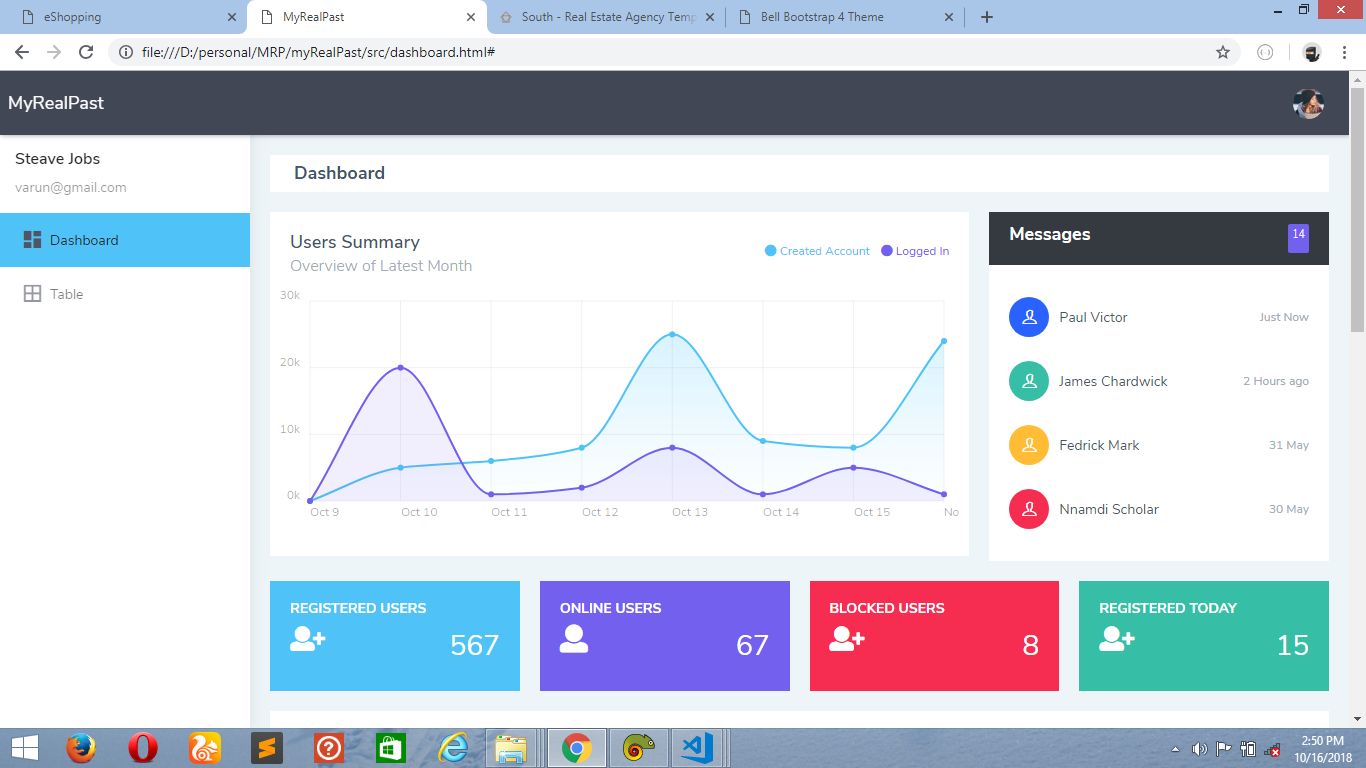 eShopping
MyRealPast
South - Real Estate Agency Temp
Bell Bootstrap 4 Theme
file:///D:/personal/MRP/myRealPast/src/dashboard.html#
MyRealPast
Steave Jobs
varun@gmail.com
Dashboard
Table
Dashboard
Users Summary
Overview of Latest Month
Created Account
Logged In
30k
20k
10k
0k
Oct 9
Oct 10
Oct 11
Oct 12
Oct 13
Oct 14
Oct 15
No
Messages
14
Paul Victor
Just Now
James Chardwick
2 Hours ago
Fedrick Mark
31 May
Nnamdi Scholar
30 May
REGISTERED USERS
567
ONLINE USERS
67
BLOCKED USERS
8
REGISTERED TODAY
15
2:50 PM
10/16/2018